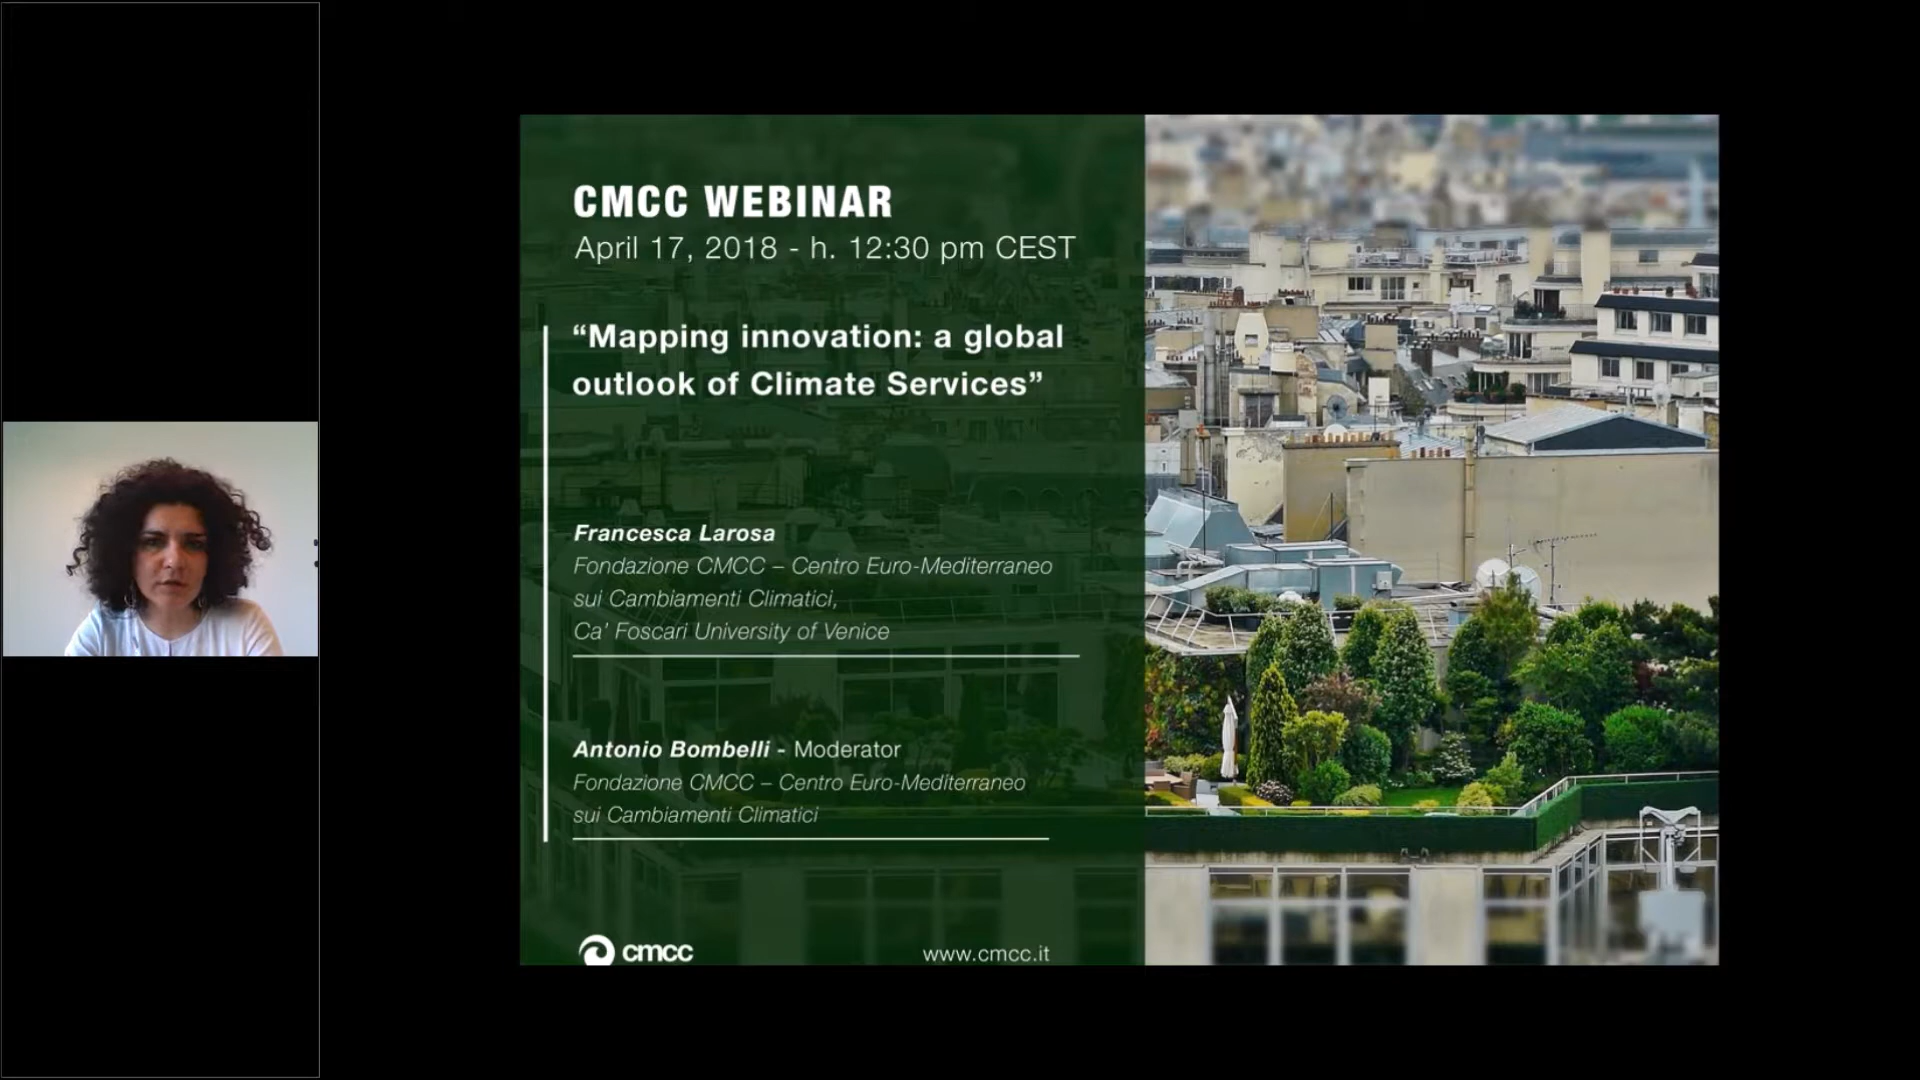 CMCC WEBINAR
April 17, 2018 - h. 12:30 pm CEST
“Mapping innovation: a global
outlook of Climate Services”
Francesca Larosa
Fondazione CMCC – Centro Euro-Mediterraneo
sui Cambiamenti Climatici,
Ca' Foscari University of Venice
Antonio Bombelli - Moderator
Fondazione CMCC – Centro Euro-Mediterraneo
sui Cambiamenti Climatici
cmcc
www.cmcc.it